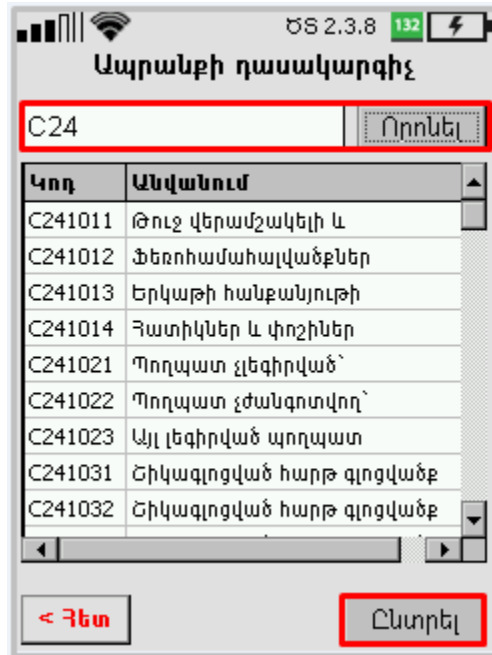 ԾՏ 2.3.8 132
Ապրանքի դասակարգիչ
C24 Որոնել
Կոդ Անվանում
C241011 Թուջ վերամշակելի և
C241012 Ֆեռոհամահալվածքներ
C241013 Երկաթի հանքանյութի
C241014 Հատիկներ և փոշիներ
C241021 Պողպատ չլեգիրված՝
C241022 Պողպատ չժանգոտվող՝
C241023 Այլ լեգիրված պողպատ
C241031 Շիկագլոցված հարթ գլոցվածք
C241032 Շիկագլոցված հարթ գլոցվածք
< Հետ Ընտրել